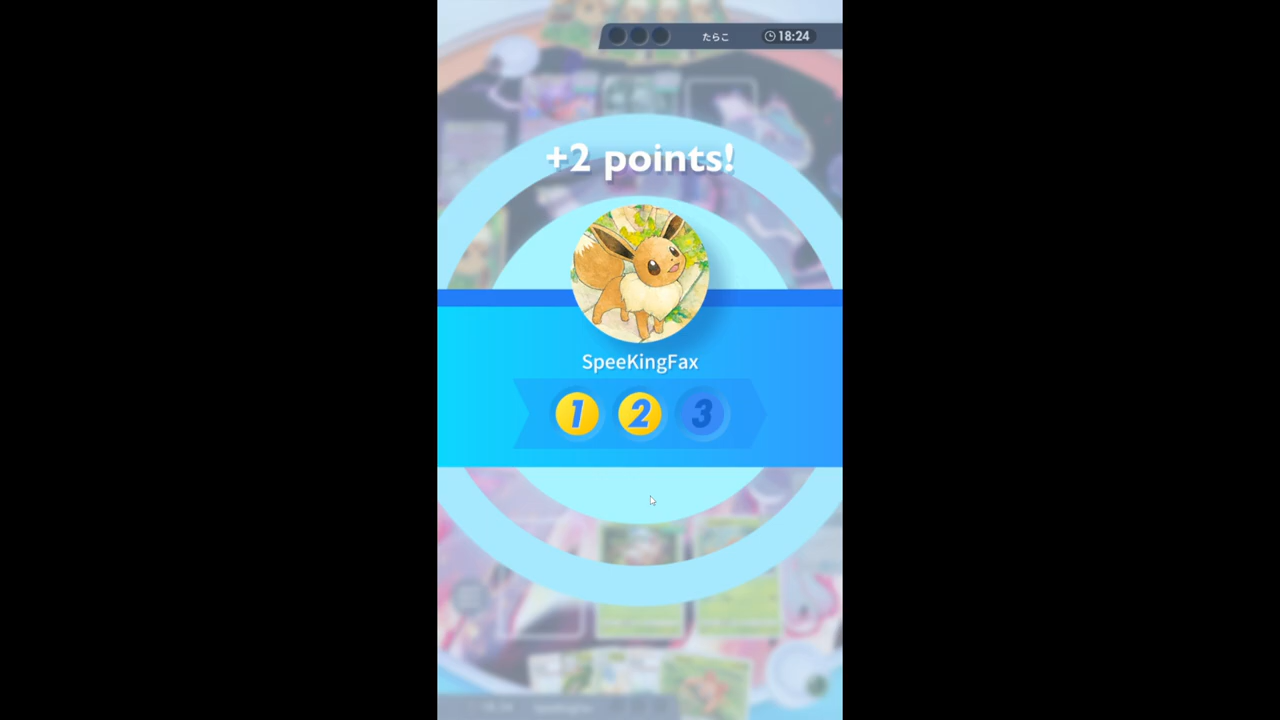 たらこ 18:24
+2 points!
SpeeKingFax
1 2 3